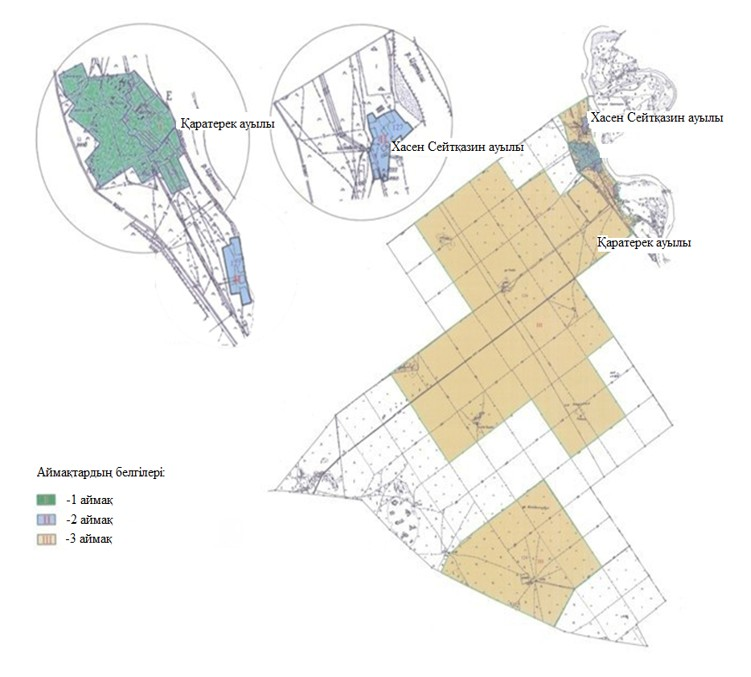 Қаратерек ауылы
Хасен Сейтқазин ауылы
Хасен Сейтқазин ауылы
Қаратерек ауылы
Аймақтардың белгілері:
-1 аймақ
-2 аймақ
-3 аймақ